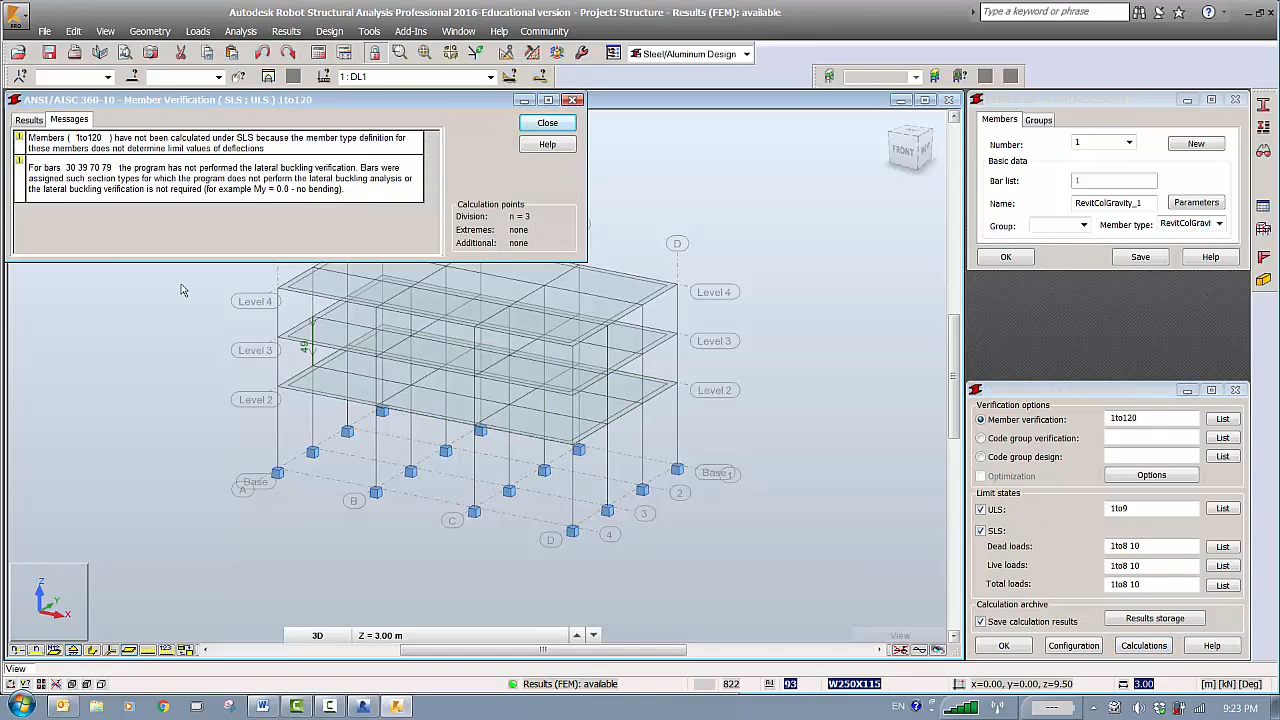 Autodesk Robot Structural Analysis Professional 2016-Educational version - Project: Structure - Results (FEM): available
Type a keyword or phrase
File Edit View Geometry Loads Analysis Results Design Tools Add-Ins Window Help Community
Steel/Aluminum Design
1: DL1
ANSI/AISC 360-10 - Member Verification ( SLS ; ULS ) 1to120
Results Messages
Members ( 1to120 ) have not been calculated under SLS because the member type definition for
these members does not determine limit values of deflections
For bars 30 39 70 79 the program has not performed the lateral buckling verification. Bars were
assigned such section types for which the program does not perform the lateral buckling analysis or
the lateral buckling verification is not required (for example My = 0.0 - no bending).
Close
Help
Calculation points
Division: n = 3
Extremes: none
Additional: none
FRONT
D
Level 4
Level 4
49
Level 3
Level 3
Level 2
Level 2
Base
A
B
C
D
Base
1
2
3
4
Z
Y
X
3D Z = 3.00 m
View
Members Groups
Number: 1 New
Basic data
Bar list: 1
Name: RevitColGravity_1 Parameters
Group: Member type: RevitColGravi
OK Save Help
Verification options
Member verification: 1to120 List
Code group verification: List
Code group design: List
Optimization Options
Limit states
ULS: 1to9 List
SLS:
Dead loads: 1to8 10 List
Live loads: 1to8 10 List
Total loads: 1to8 10 List
Calculation archive
Save calculation results Results storage
OK Configuration Calculations Help
View
Results (FEM): available 822 93 W250X115 x=0.00, y=0.00, z=9.50 3.00 [m] [kN] [Deg]
EN 9:23 PM